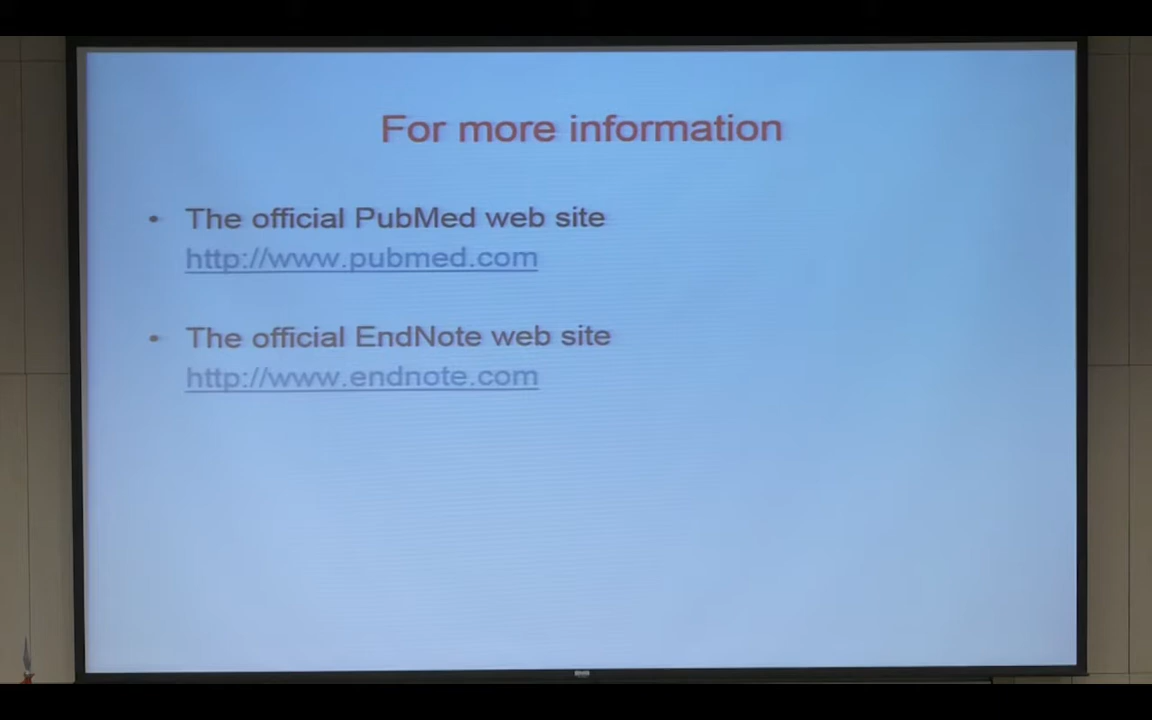 For more information
• The official PubMed web site
http://www.pubmed.com
• The official EndNote web site
http://www.endnote.com